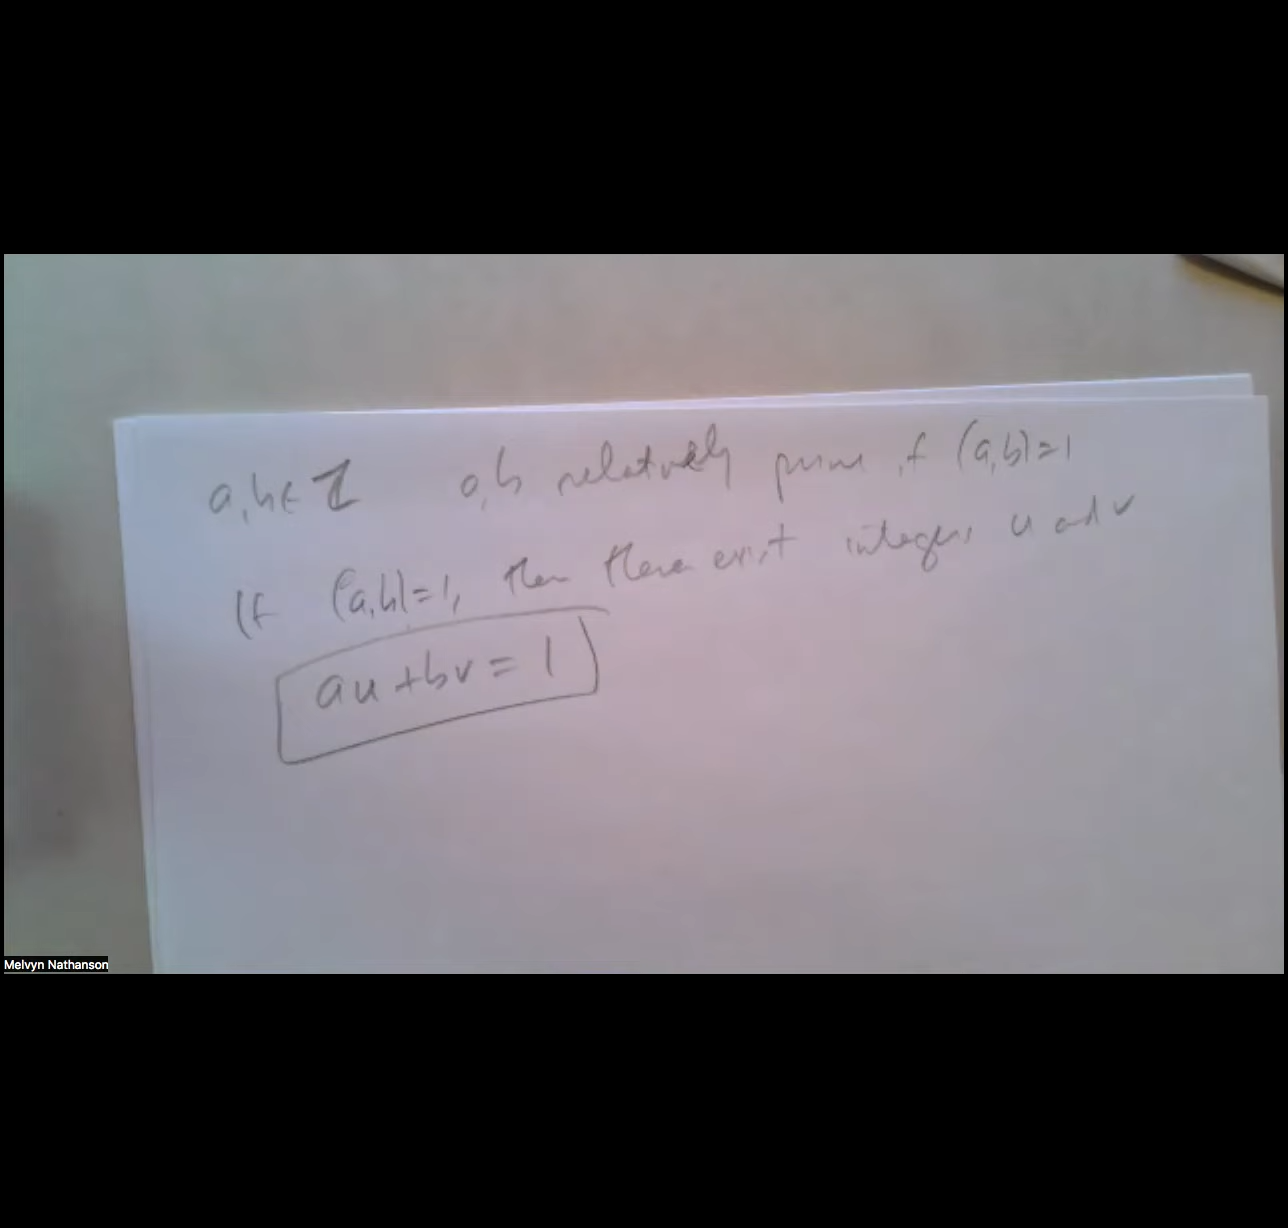 a,b∈ℤ a,b relatively prime if (a,b)=1
If (a,b)=1, then there exist integers u and v
au+bv=1
Melvyn Nathanson